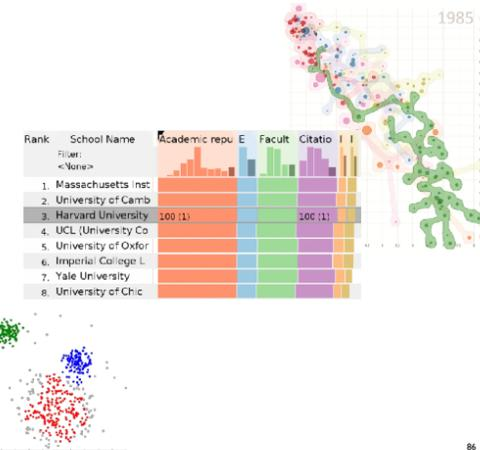 1985
Rank School Name Academic repu E Facult Citatio
Filter:
<None>
1. Massachusetts Inst
2. University of Camb
3. Harvard University 100 (1) 100 (1)
4. UCL (University Co
5. University of Oxfor
6. Imperial College L
7. Yale University
8. University of Chic
86